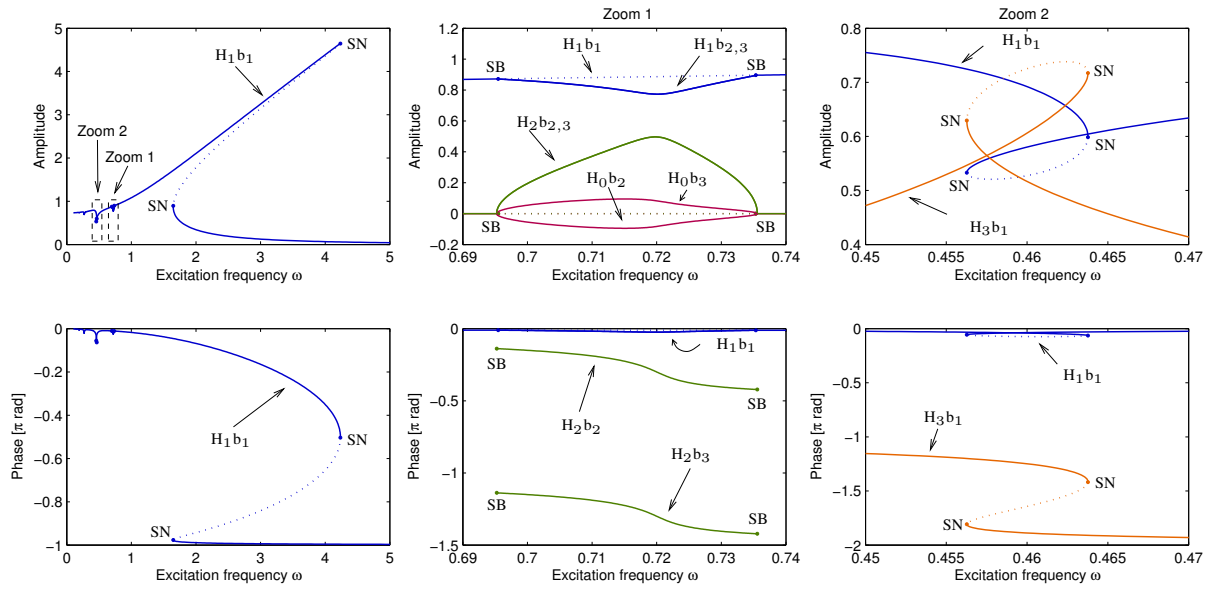 Zoom 1
Zoom 2
5
4
3
2
1
0
Amplitude
H₁b₁
SN
Zoom 2
Zoom 1
SN
0 1 2 3 4 5
Excitation frequency ω
1.2
1
0.8
0.6
0.4
0.2
0
−0.2
Amplitude
H₁b₁
H₁b₂,₃
SB
SB
H₂b₂,₃
H₀b₂
H₀b₃
SB
SB
0.69 0.7 0.71 0.72 0.73 0.74
Excitation frequency ω
0.8
0.7
0.6
0.5
0.4
Amplitude
H₁b₁
SN
SN
SN
SN
H₃b₁
0.45 0.455 0.46 0.465 0.47
Excitation frequency ω
0
−0.2
−0.4
−0.6
−0.8
−1
Phase [π rad]
H₁b₁
SN
SN
0 1 2 3 4 5
Excitation frequency ω
0
−0.5
−1
−1.5
Phase [π rad]
H₁b₁
SB
H₂b₂
SB
H₂b₃
SB
SB
0.69 0.7 0.71 0.72 0.73 0.74
Excitation frequency ω
0
−0.5
−1
−1.5
−2
Phase [π rad]
H₁b₁
H₃b₁
SN
SN
0.45 0.455 0.46 0.465 0.47
Excitation frequency ω